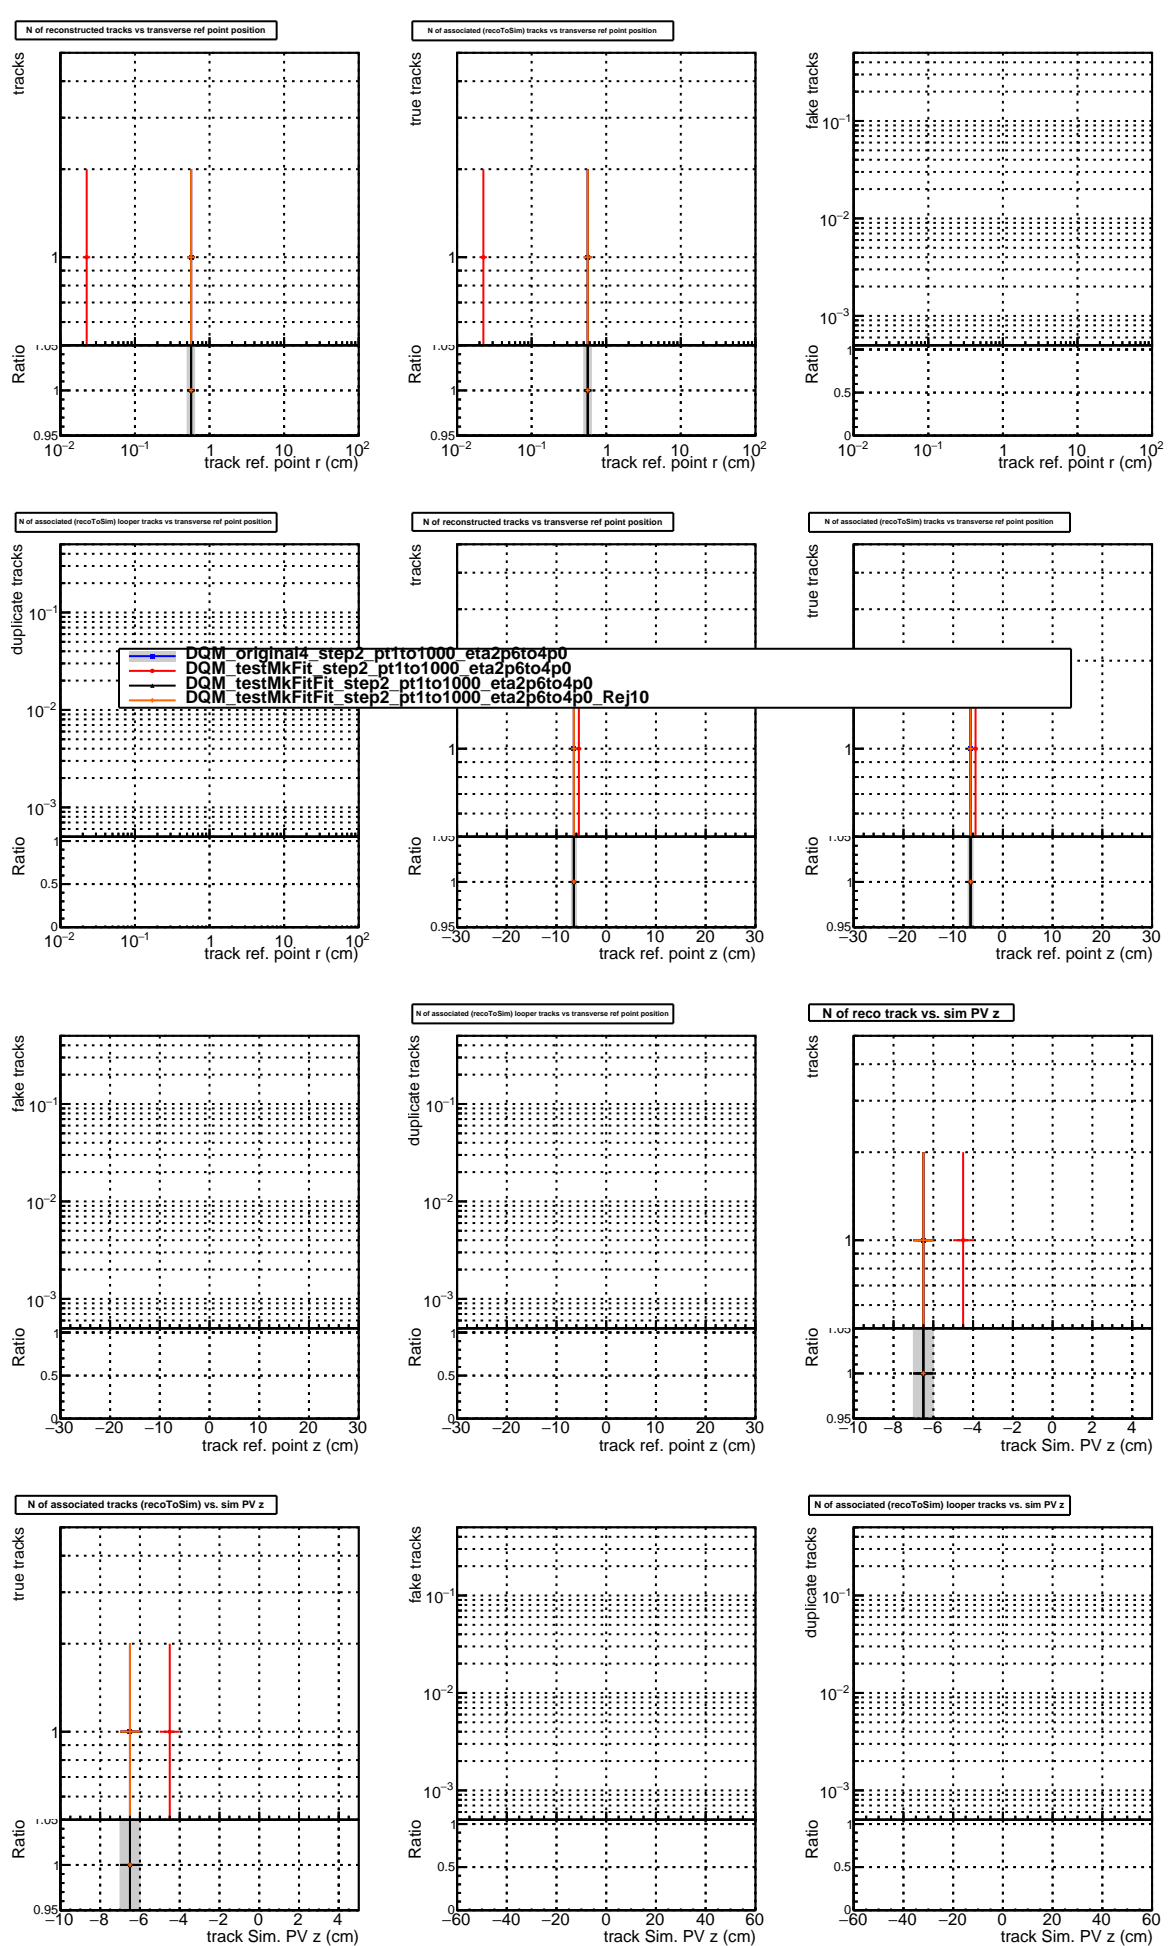 N of reconstructed tracks vs transverse ref point position
tracks
1
1.05
Ratio
1
0.95
10−2 10−1 1 10 102
track ref. point r (cm)
N of associated (recoToSim) tracks vs transverse ref point position
true tracks
1
1.05
Ratio
1
0.95
10−2 10−1 1 10 102
track ref. point r (cm)
fake tracks
10−1
10−2
10−3
Ratio
1
0.5
0
10−2 10−1 1 10 102
track ref. point r (cm)
N of associated (recoToSim) looper tracks vs transverse ref point position
duplicate tracks
10−1
10−2
10−3
Ratio
1
0.5
0
10−2 10−1 1 10 102
track ref. point r (cm)
N of reconstructed tracks vs transverse ref point position
tracks
1
1.05
Ratio
1
0.95
−30 −20 −10 0 10 20 30
track ref. point z (cm)
N of associated (recoToSim) tracks vs transverse ref point position
true tracks
1
1.05
Ratio
1
0.95
−30 −20 −10 0 10 20 30
track ref. point z (cm)
DQM_original4_step2_pt1to1000_eta2p6to4p0
DQM_testMkFit_step2_pt1to1000_eta2p6to4p0
DQM_testMkFitFit_step2_pt1to1000_eta2p6to4p0
DQM_testMkFitFit_step2_pt1to1000_eta2p6to4p0_Rej10
fake tracks
10−1
10−2
10−3
Ratio
1
0.5
0
−30 −20 −10 0 10 20 30
track ref. point z (cm)
N of associated (recoToSim) looper tracks vs transverse ref point position
duplicate tracks
10−1
10−2
10−3
Ratio
1
0.5
0
−30 −20 −10 0 10 20 30
track ref. point z (cm)
N of reco track vs. sim PV z
tracks
1
1.05
Ratio
1
0.95
−10 −8 −6 −4 −2 0 2 4
track Sim. PV z (cm)
N of associated tracks (recoToSim) vs. sim PV z
true tracks
1
1.05
Ratio
1
0.95
−10 −8 −6 −4 −2 0 2 4
track Sim. PV z (cm)
fake tracks
10−1
10−2
10−3
Ratio
1
0.5
0
−60 −40 −20 0 20 40 60
track Sim. PV z (cm)
N of associated (recoToSim) looper tracks vs. sim PV z
duplicate tracks
10−1
10−2
10−3
Ratio
1
0.5
0
−60 −40 −20 0 20 40 60
track Sim. PV z (cm)